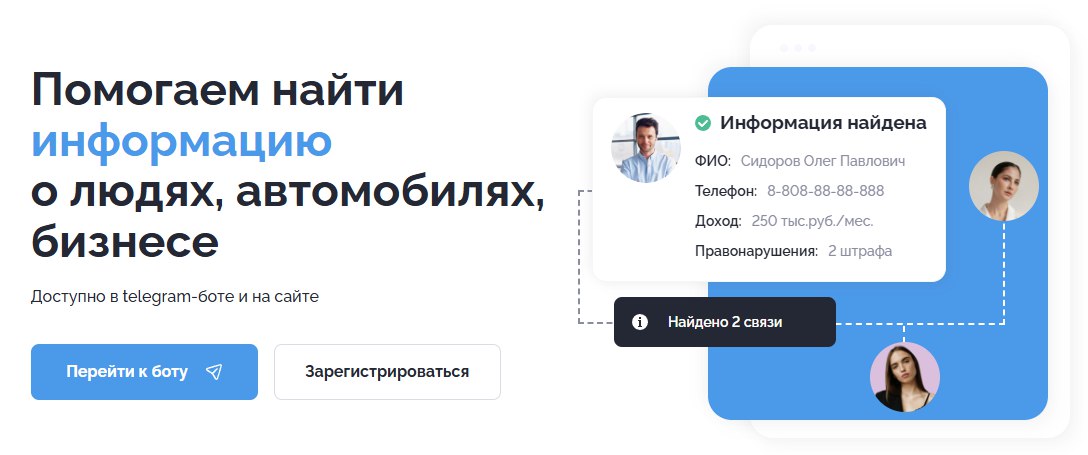 Помогаем найти
информацию
о людях, автомобилях,
бизнесе
Доступно в telegram-боте и на сайте
Перейти к боту
Зарегистрироваться
Информация найдена
ФИО: Сидоров Олег Павлович
Телефон: 8-808-88-88-888
Доход: 250 тыс.руб./мес.
Правонарушения: 2 штрафа
Найдено 2 связи